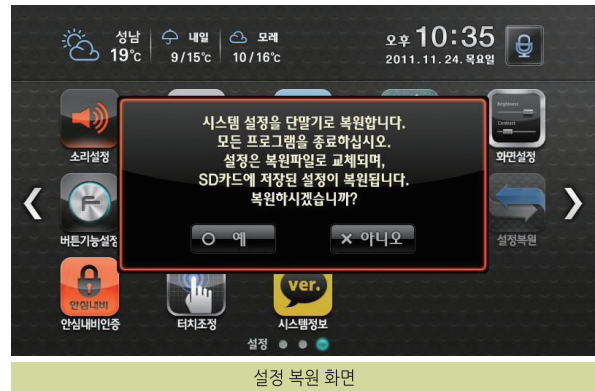 성남 내일 모레
19°c 9/15°c 10/16°c
오후 10:35
2011.11.24.목요일
시스템 설정을 단말기로 복원합니다.
모든 프로그램을 종료하십시오.
설정은 복원파일로 교체되며,
SD카드에 저장된 설정이 복원됩니다.
복원하시겠습니까?
예 아니오
Brightness
Contrast
소리설정 화면설정
버튼기능설정 설정복원
안심내비
ver.
안심내비인증 터치조정 시스템정보
설정
설정 복원 화면